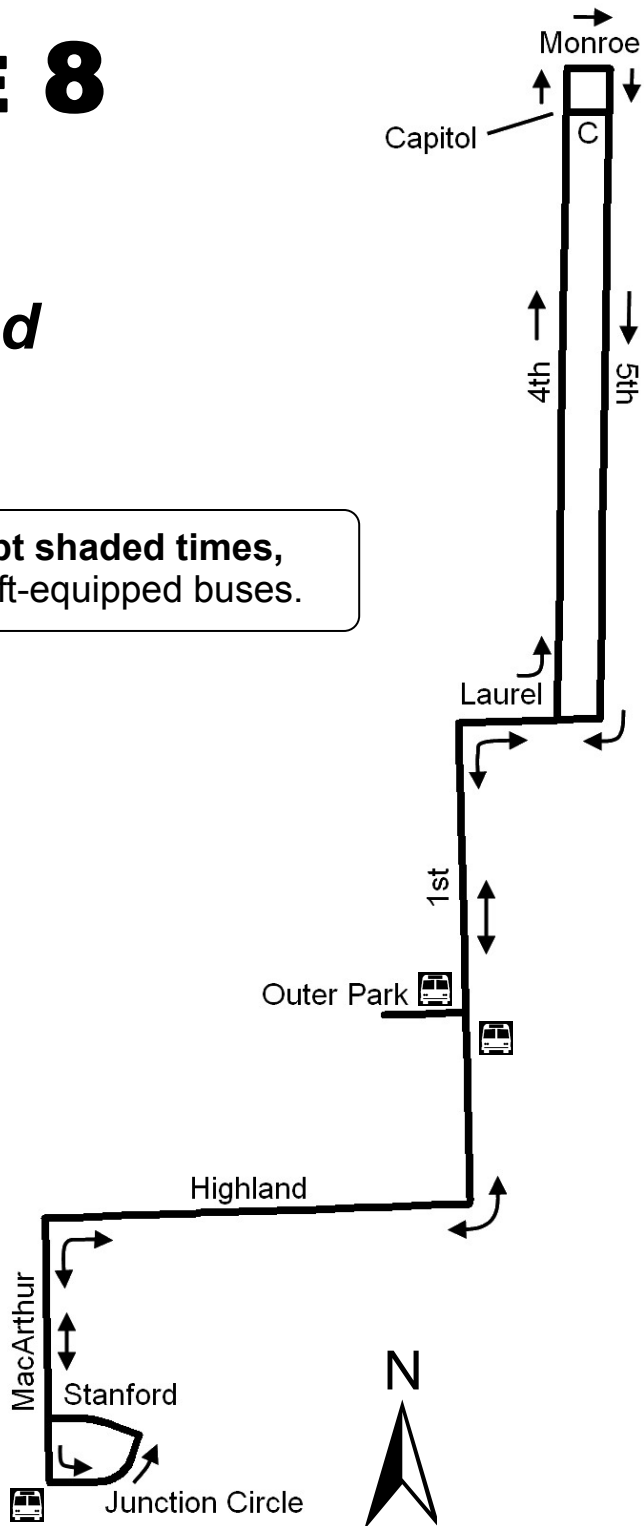 E 8
Monroe
Capitol
C
d
4th
5th
pt shaded times,
ft-equipped buses.
Laurel
1st
Outer Park
Highland
MacArthur
Stanford
N
Junction Circle